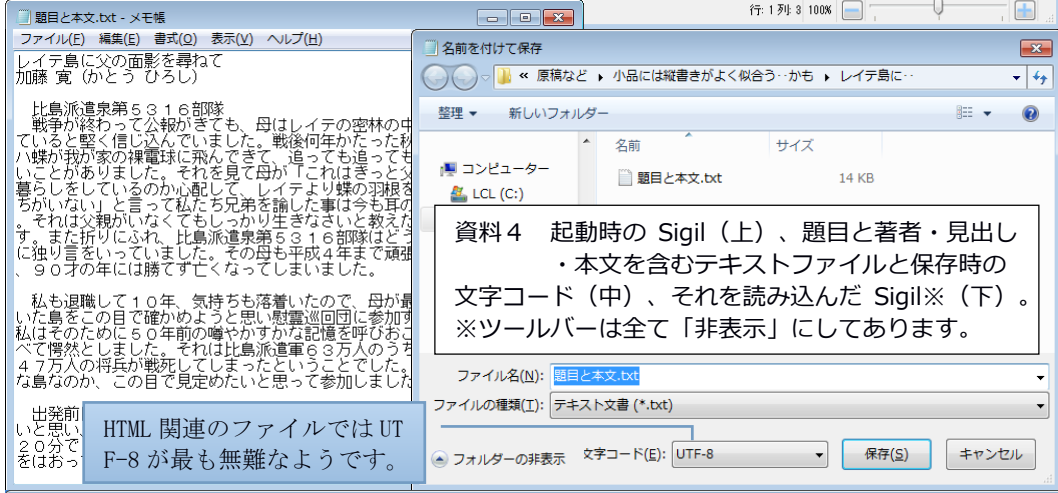 行: 1 列: 3 100%
題目と本文.txt - メモ帳
ファイル(F) 編集(E) 書式(O) 表示(V) ヘルプ(H)
レイテ島に父の面影を尋ねて
加藤 寛（かとう ひろし）
比島派遣泉第５３１６部隊
戦争が終わって公報がきても、母はレイテの密林の中
ていると堅く信じ込んでいました。戦後何年かたった秋
ハ蝶が我が家の裸電球に飛んできて、追っても追っても
いことがありました。それを見て母が「これはきっと父
暮らしをしているのか心配して、レイテより蝶の羽根を
ちがいない」と言って私たち兄弟を諭した事は今も耳の
。それは父親がいなくてもしっかり生きなさいと教えた
す。また折りにふれ、比島派遣泉第５３１６部隊はどう
に独り言をいっていました。その母も平成４年まで頑張
、９０才の年には勝てず亡くなってしまいました。
私も退職して１０年、気持ちも落着いたので、母が最
いた島をこの目で確かめようと思い慰霊巡回団に参加す
私はそのために５０年前の噂やかすかな記憶を呼びおこ
べて愕然としました。それは比島派遣軍６３万人のうち
４７万人の将兵が戦死してしまったということでした。
な島なのか、この目で見定めたいと思って参加しました
出発前
いと思い、
２０分で
をはおっ
HTML 関連のファイルでは UT
F-8 が最も無難なようです。
名前を付けて保存
« 原稿など ▸ 小品には縦書きがよく似合う‥かも ▸ レイテ島に‥
整理 ▼ 新しいフォルダー
名前 サイズ
コンピューター
LCL (C:)
題目と本文.txt 14 KB
資料４ 起動時の Sigil（上）、題目と著者・見出し
・本文を含むテキストファイルと保存時の
文字コード（中）、それを読み込んだ Sigil※（下）。
※ツールバーは全て「非表示」にしてあります。
ファイル名(N): 題目と本文.txt
ファイルの種類(T): テキスト文書 (*.txt)
フォルダーの非表示 文字コード(E): UTF-8 保存(S) キャンセル